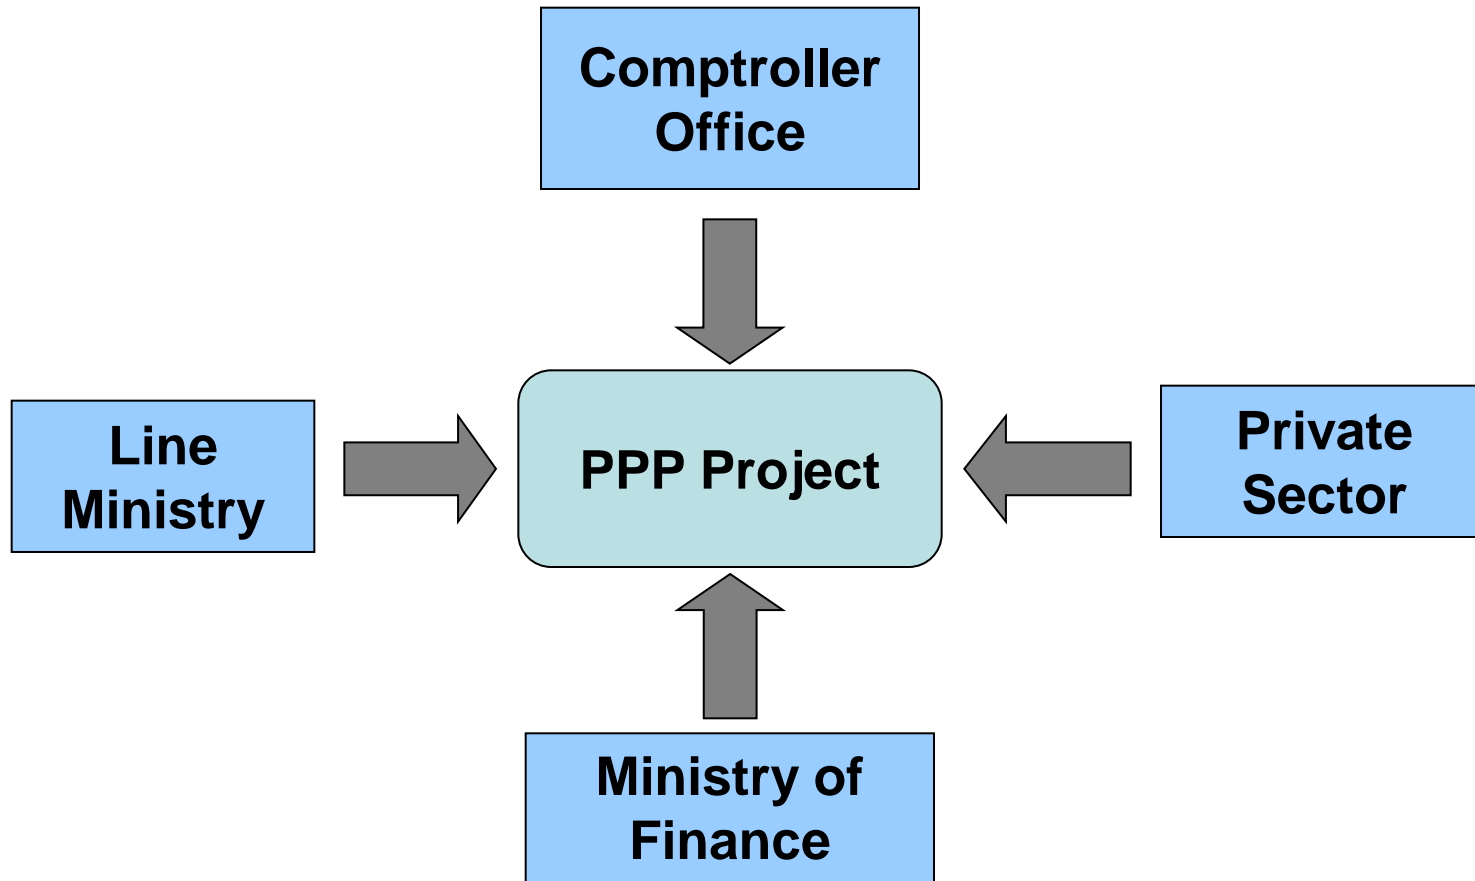 Comptroller
Office
Line
Ministry
PPP Project
Private
Sector
Ministry of
Finance